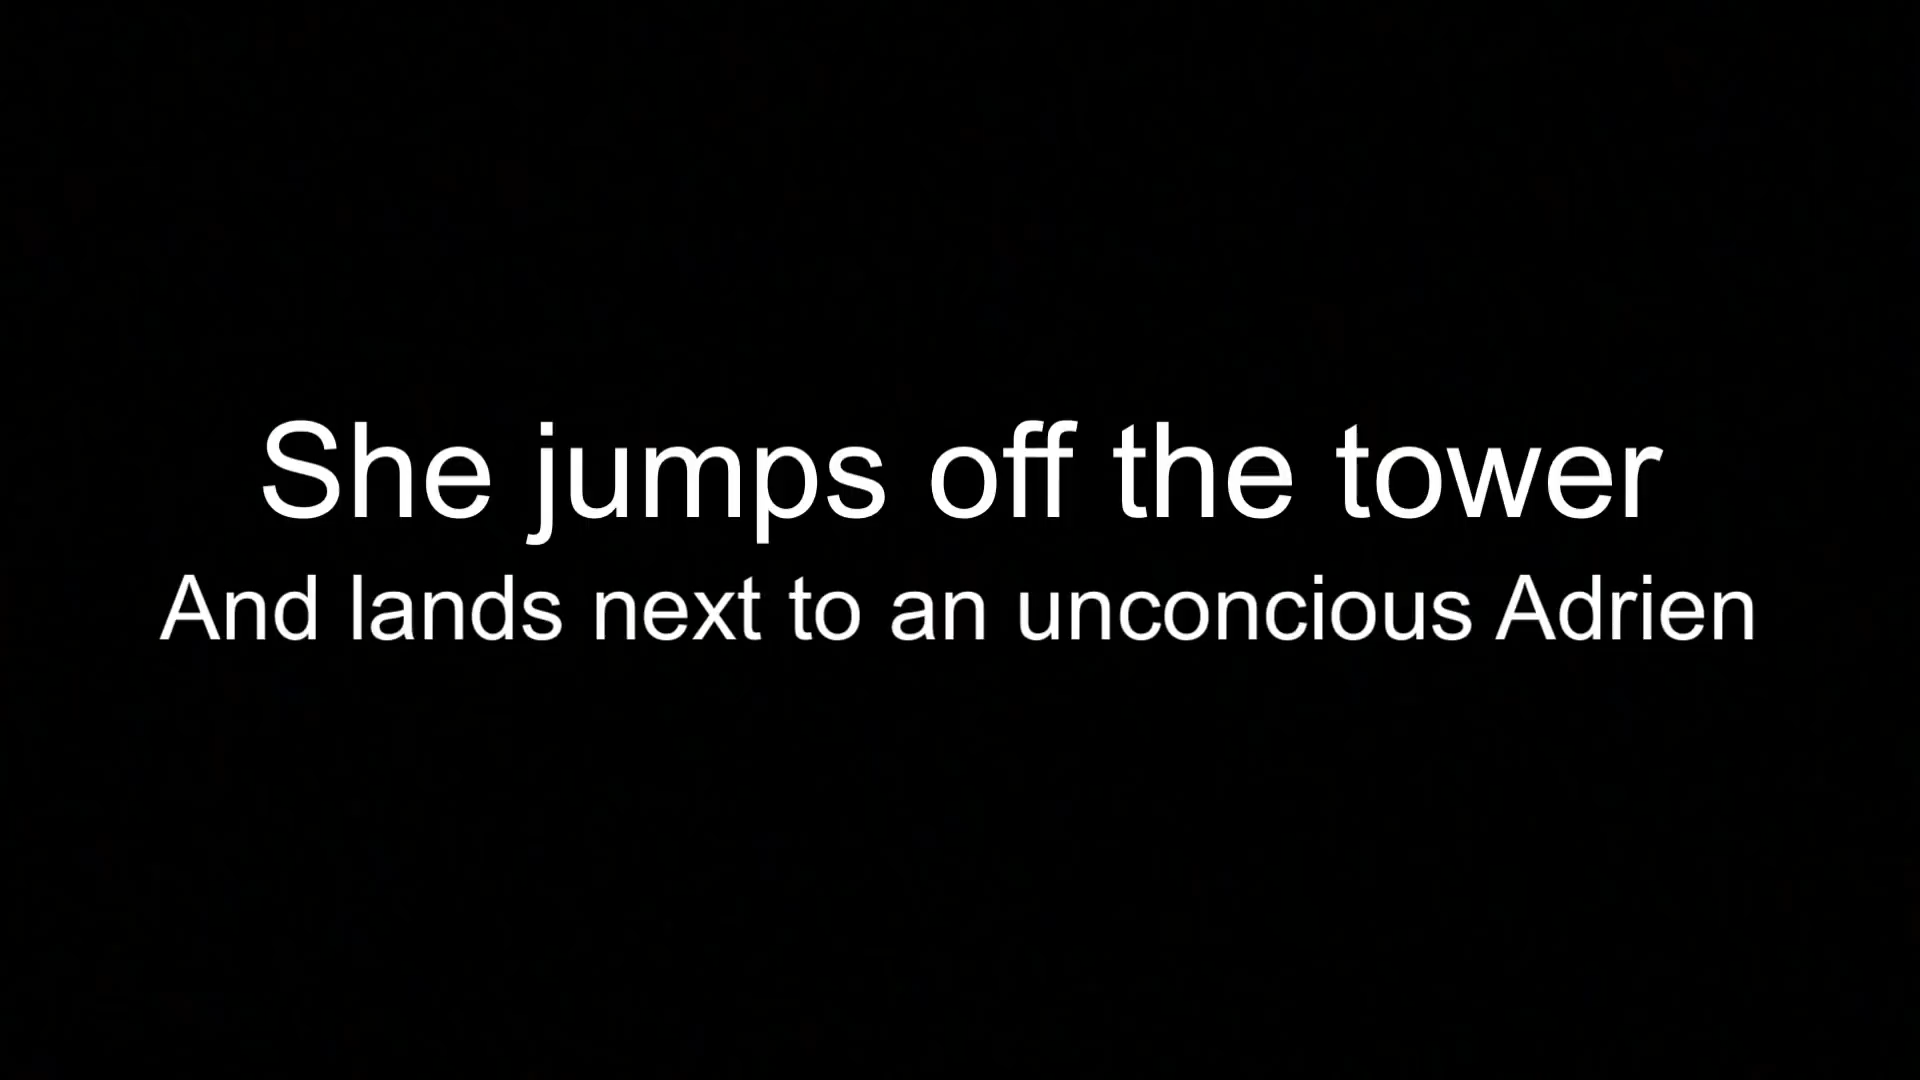 She jumps off the tower
And lands next to an unconcious Adrien